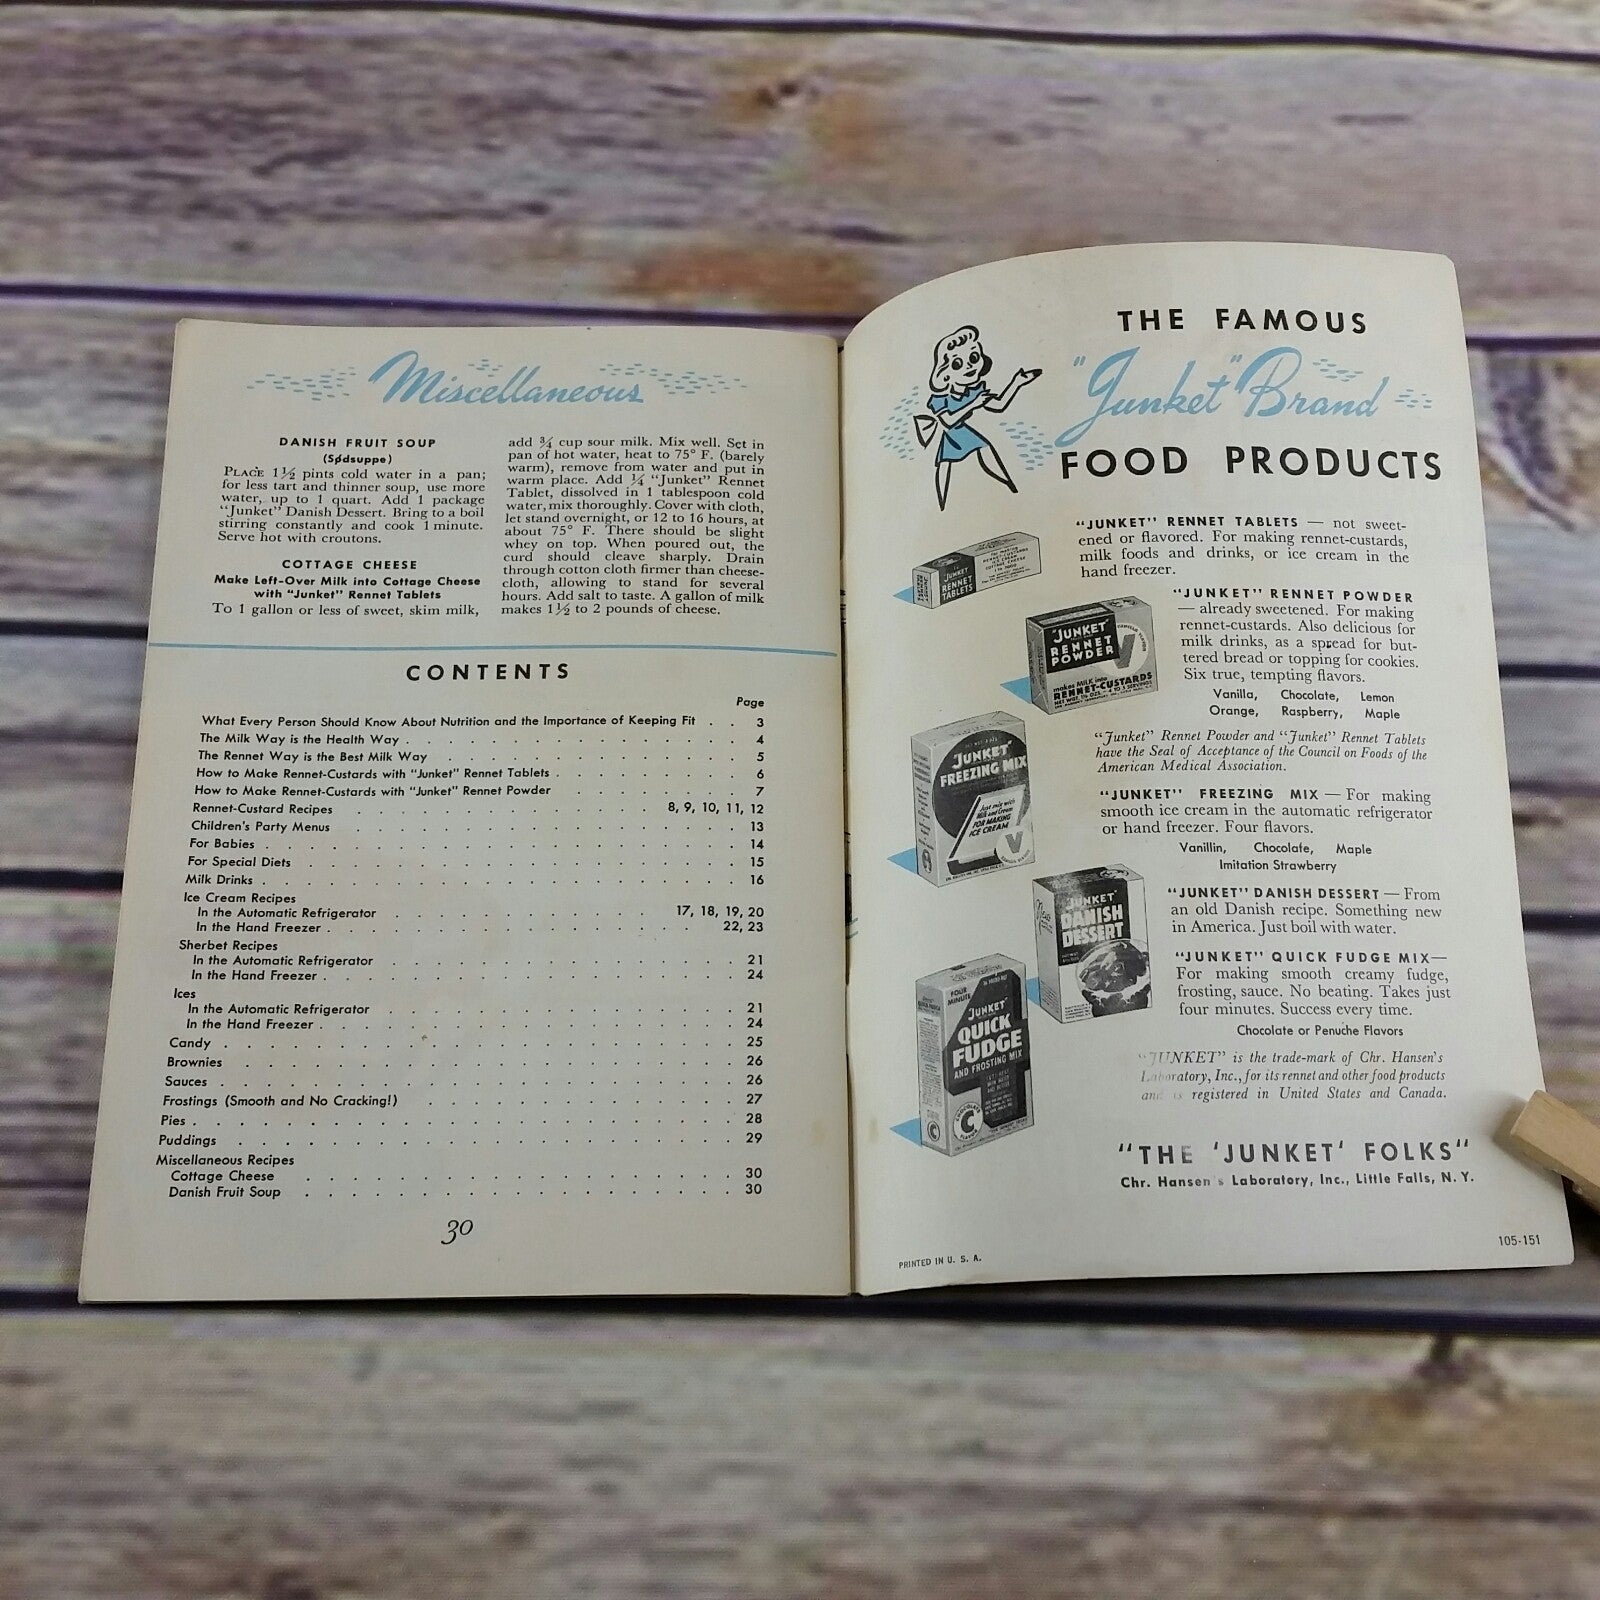 Miscellaneous
DANISH FRUIT SOUP
(Sødsuppe)
PLACE 1½ pints cold water in a pan;
for less tart and thinner soup, use more
water, up to 1 quart. Add 1 package
"Junket" Danish Dessert. Bring to a boil
stirring constantly and cook 1 minute.
Serve hot with croutons.
COTTAGE CHEESE
Make Left-Over Milk into Cottage Cheese
with "Junket" Rennet Tablets
To 1 gallon or less of sweet, skim milk,
add ¾ cup sour milk. Mix well. Set in
pan of hot water, heat to 75° F. (barely
warm), remove from water and put in
warm place. Add ¼ "Junket" Rennet
Tablet, dissolved in 1 tablespoon cold
water, mix thoroughly. Cover with cloth,
let stand overnight, or 12 to 16 hours, at
about 75° F. There should be slight
whey on top. When poured out, the
curd should cleave sharply. Drain
through cotton cloth firmer than cheese-
cloth, allowing to stand for several
hours. Add salt to taste. A gallon of milk
makes 1½ to 2 pounds of cheese.
CONTENTS
Page
What Every Person Should Know About Nutrition and the Importance of Keeping Fit . . 3
The Milk Way is the Health Way . . . . . . . . . . . . . . . . . . . 4
The Rennet Way is the Best Milk Way . . . . . . . . . . . . . . . . . 5
How to Make Rennet-Custards with "Junket" Rennet Tablets . . . . . . . . . . 6
How to Make Rennet-Custards with "Junket" Rennet Powder . . . . . . . . . . 7
Rennet-Custard Recipes . . . . . . . . . . . . . . . . 8, 9, 10, 11, 12
Children's Party Menus . . . . . . . . . . . . . . . . . . . . . 13
For Babies . . . . . . . . . . . . . . . . . . . . . . . . 14
For Special Diets . . . . . . . . . . . . . . . . . . . . . . 15
Milk Drinks . . . . . . . . . . . . . . . . . . . . . . . . 16
Ice Cream Recipes
In the Automatic Refrigerator . . . . . . . . . . . . . . 17, 18, 19, 20
In the Hand Freezer . . . . . . . . . . . . . . . . . . . 22, 23
Sherbet Recipes
In the Automatic Refrigerator . . . . . . . . . . . . . . . . . . 21
In the Hand Freezer . . . . . . . . . . . . . . . . . . . . . 24
Ices
In the Automatic Refrigerator . . . . . . . . . . . . . . . . . . 21
In the Hand Freezer . . . . . . . . . . . . . . . . . . . . . 24
Candy . . . . . . . . . . . . . . . . . . . . . . . . . . 25
Brownies . . . . . . . . . . . . . . . . . . . . . . . . . 26
Sauces . . . . . . . . . . . . . . . . . . . . . . . . . . 26
Frostings (Smooth and No Cracking!) . . . . . . . . . . . . . . . . 27
Pies . . . . . . . . . . . . . . . . . . . . . . . . . . . 28
Puddings . . . . . . . . . . . . . . . . . . . . . . . . . 29
Miscellaneous Recipes
Cottage Cheese . . . . . . . . . . . . . . . . . . . . . . 30
Danish Fruit Soup . . . . . . . . . . . . . . . . . . . . . 30
30
THE FAMOUS
"Junket" Brand
FOOD PRODUCTS
"JUNKET" RENNET TABLETS — not sweet-
ened or flavored. For making rennet-custards,
milk foods and drinks, or ice cream in the
hand freezer.
JUNKET
RENNET
TABLETS
"JUNKET" RENNET POWDER
— already sweetened. For making
rennet-custards. Also delicious for
milk drinks, as a spread for but-
tered bread or topping for cookies.
Six true, tempting flavors.
Vanilla, Chocolate, Lemon
Orange, Raspberry, Maple
"JUNKET"
RENNET
POWDER
makes MILK into
RENNET-CUSTARDS
"Junket" Rennet Powder and "Junket" Rennet Tablets
have the Seal of Acceptance of the Council on Foods of the
American Medical Association.
"JUNKET" FREEZING MIX — For making
smooth ice cream in the automatic refrigerator
or hand freezer. Four flavors.
Vanillin, Chocolate, Maple
Imitation Strawberry
"JUNKET"
FREEZING MIX
Just mix with
Milk and Cream
FOR MAKING
ICE CREAM
V
"JUNKET" DANISH DESSERT — From
an old Danish recipe. Something new
in America. Just boil with water.
New
JUNKET
DANISH
DESSERT
"JUNKET" QUICK FUDGE MIX—
For making smooth creamy fudge,
frosting, sauce. No beating. Takes just
four minutes. Success every time.
Chocolate or Penuche Flavors
FOUR
MINUTE
JUNKET
QUICK
FUDGE
AND FROSTING MIX
CHOCOLATE
FLAVOR
C
"JUNKET" is the trade-mark of Chr. Hansen's
Laboratory, Inc., for its rennet and other food products
and is registered in United States and Canada.
"THE 'JUNKET' FOLKS"
Chr. Hansen's Laboratory, Inc., Little Falls, N. Y.
PRINTED IN U. S. A.
105-151